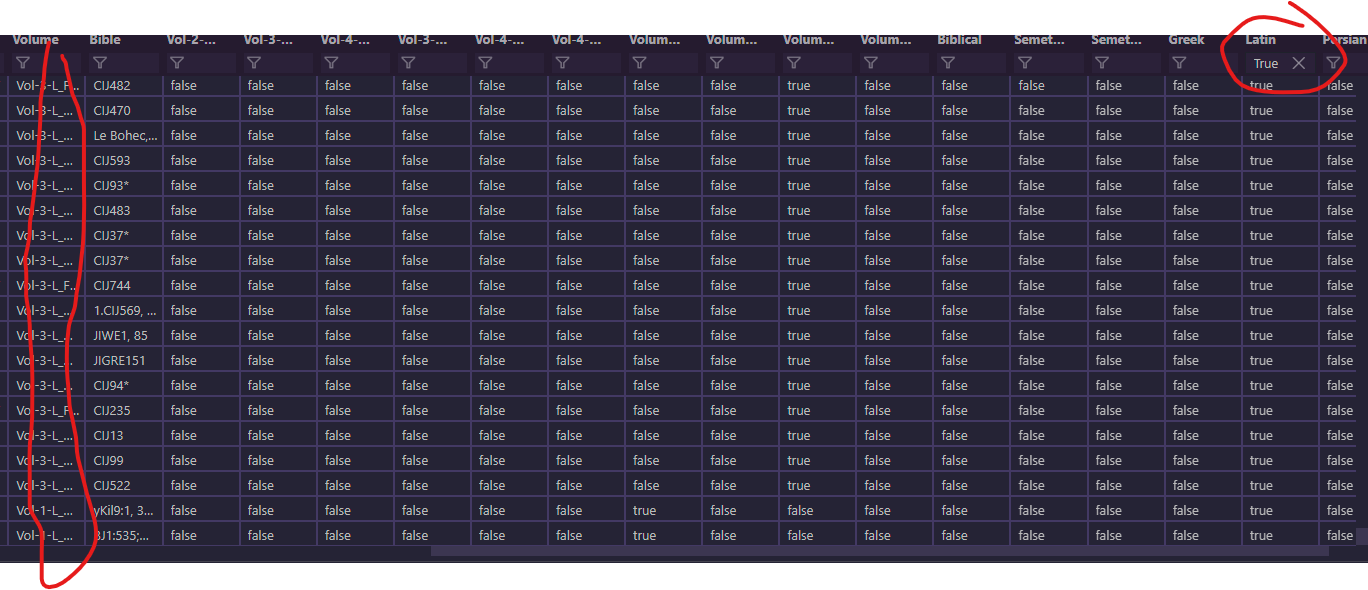 Volume Bible Vol-2-... Vol-3-... Vol-4-... Vol-3-... Vol-4-... Vol-4-... Volum... Volum... Volum... Volum... Biblical Semet... Semet... Greek Latin Persian
True
Vol-3-L_F... CIJ482 false false false false false false false false true false false false false false true false
Vol-3-L_... CIJ470 false false false false false false false false true false false false false false true false
Vol-3-L_... Le Bohec,... false false false false false false false false true false false false false false true false
Vol-3-L_... CIJ593 false false false false false false false false true false false false false false true false
Vol-3-L_... CIJ93* false false false false false false false false true false false false false false true false
Vol-3-L_... CIJ483 false false false false false false false false true false false false false false true false
Vol-3-L_... CIJ37* false false false false false false false false true false false false false false true false
Vol-3-L_... CIJ37* false false false false false false false false true false false false false false true false
Vol-3-L_F... CIJ744 false false false false false false false false true false false false false false true false
Vol-3-L_... 1.CIJ569, ... false false false false false false false false true false false false false false true false
Vol-3-L_... JIWE1, 85 false false false false false false false false true false false false false false true false
Vol-3-L_... JIGRE151 false false false false false false false false true false false false false false true false
Vol-3-L_... CIJ94* false false false false false false false false true false false false false false true false
Vol-3-L_F... CIJ235 false false false false false false false false true false false false false false true false
Vol-3-L_... CIJ13 false false false false false false false false true false false false false false true false
Vol-3-L_... CIJ99 false false false false false false false false true false false false false false true false
Vol-3-L_... CIJ522 false false false false false false false false true false false false false false true false
Vol-1-L_... yKil9:1, 3... false false false false false false true false false false false false false false true false
Vol-1-L_... BJ1:535;... false false false false false false true false false false false false false false true false